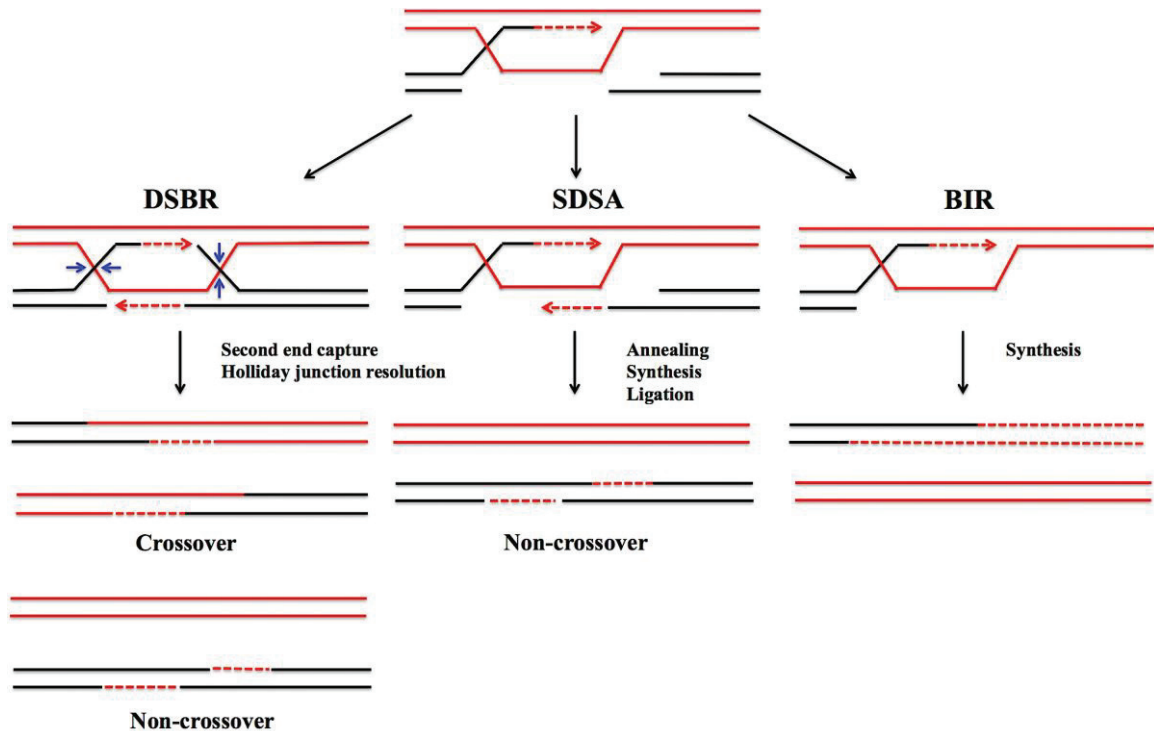 DSBR
SDSA
BIR
Second end capture
Holliday junction resolution
Annealing
Synthesis
Ligation
Synthesis
Crossover
Non-crossover
Non-crossover